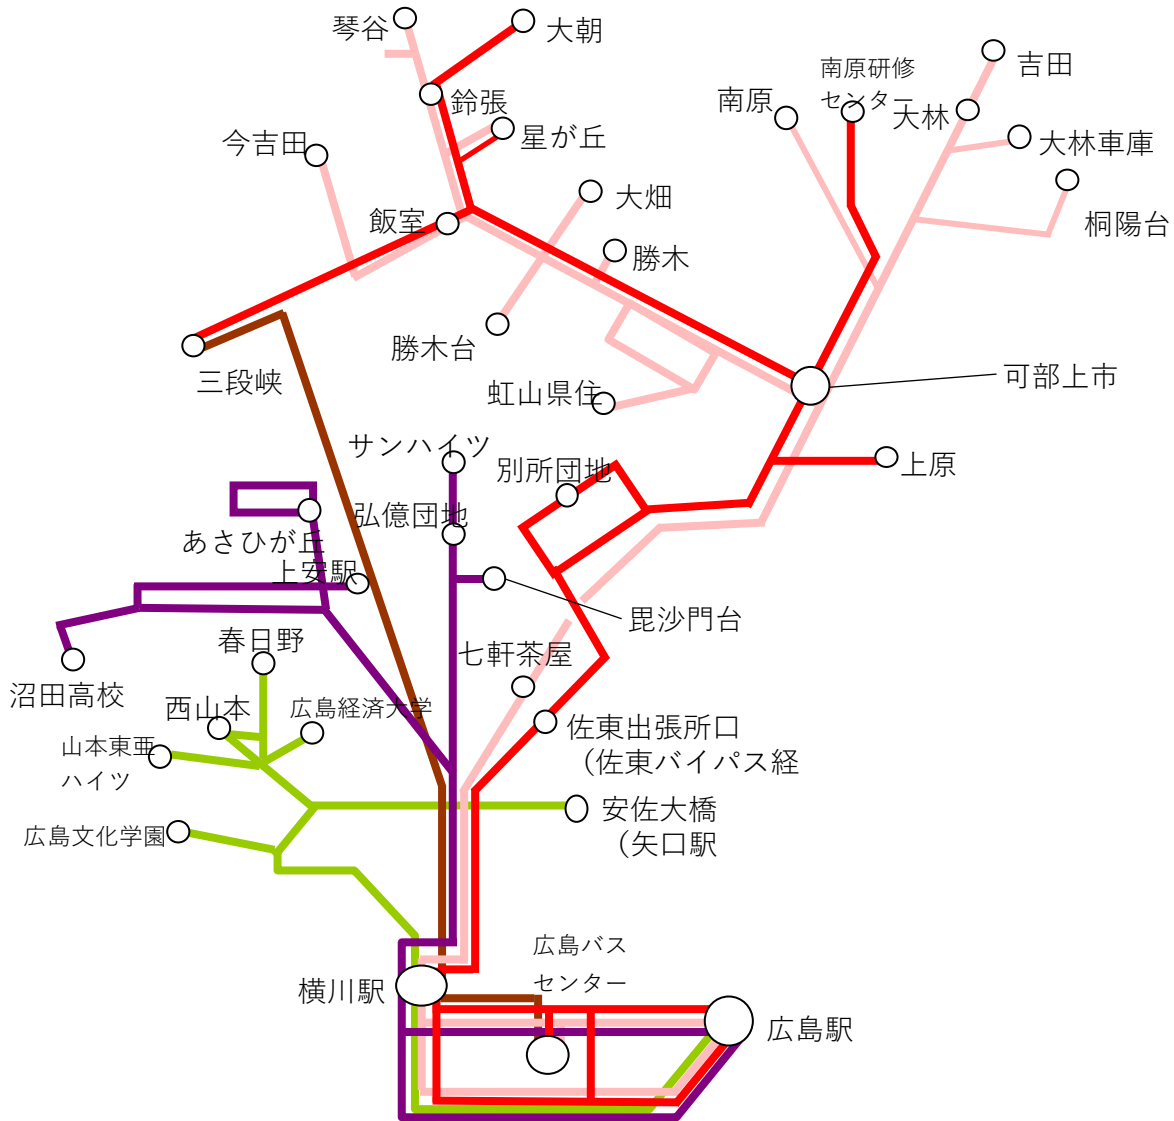 琴谷
大朝
吉田
南原研修
センター
南原
大林
鈴張
星が丘
今吉田
大林車庫
桐陽台
大畑
飯室
勝木
勝木台
三段峡
虹山県住
可部上市
サンハイツ
別所団地
上原
弘億団地
あさひが丘
上安駅
毘沙門台
春日野
七軒茶屋
沼田高校
西山本
広島経済大学
佐東出張所口
（佐東バイパス経
山本東亜
ハイツ
安佐大橋
（矢口駅
広島文化学園
広島バス
センター
横川駅
広島駅